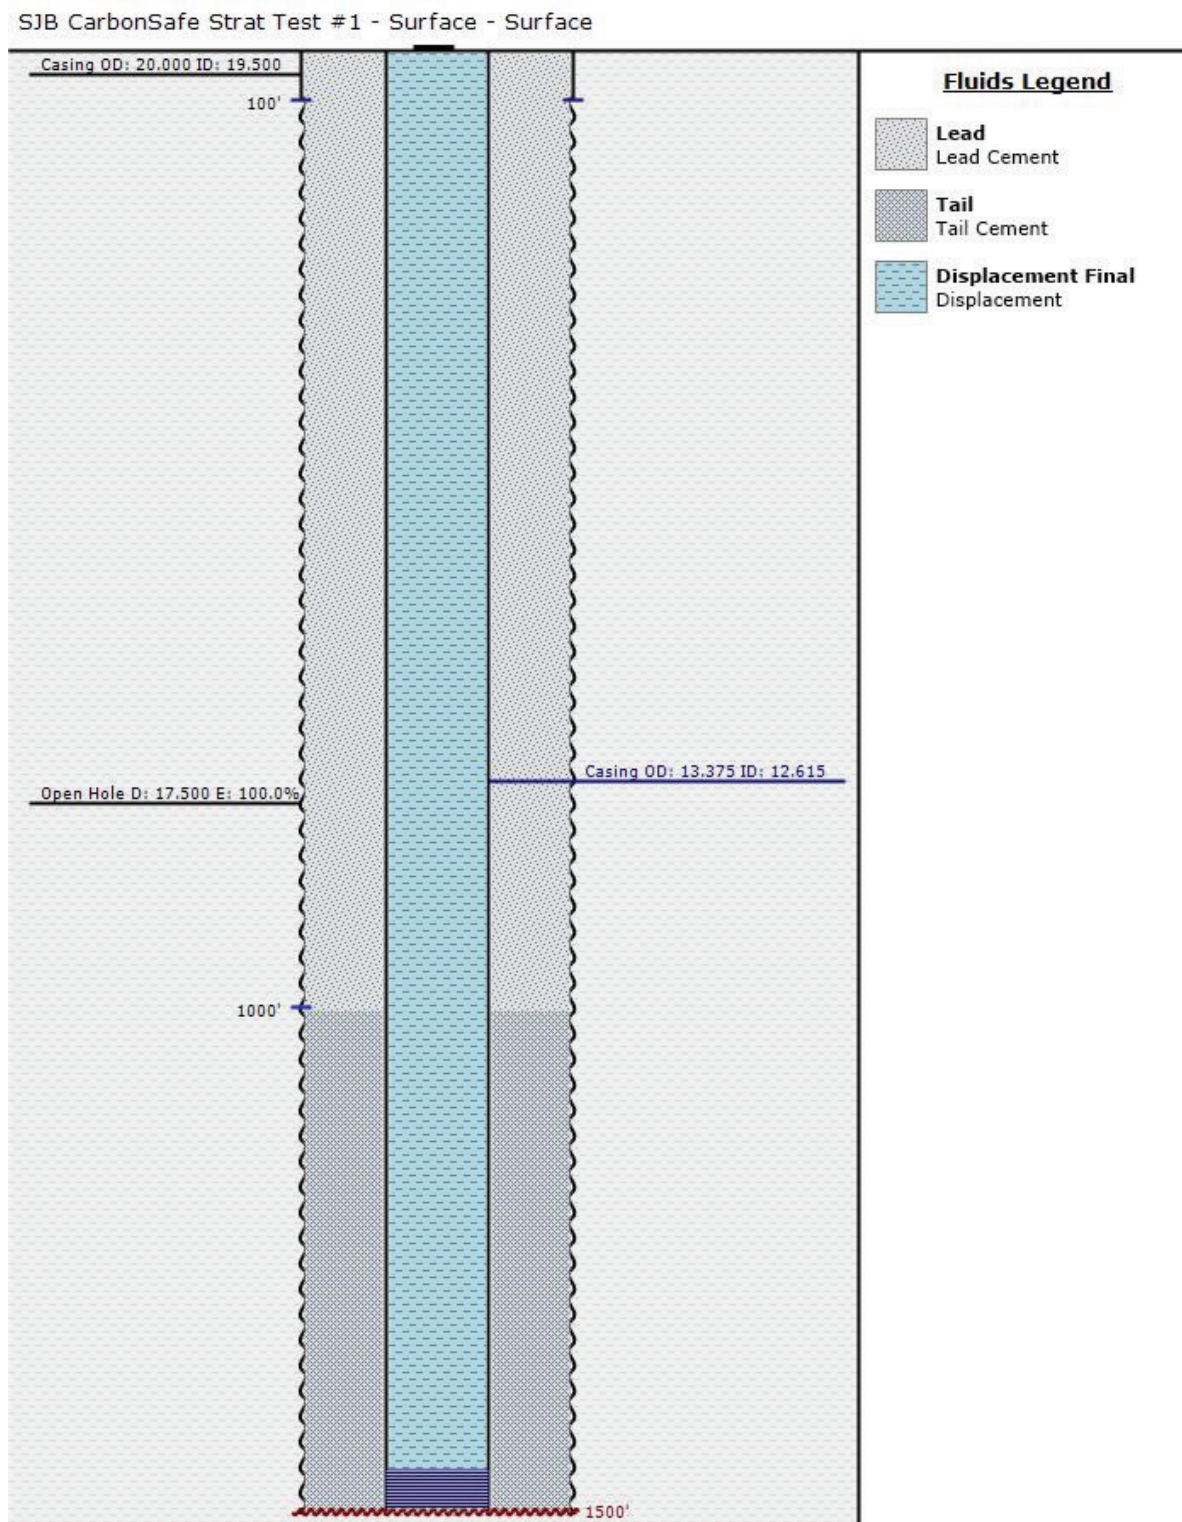 SJB CarbonSafe Strat Test #1 - Surface - Surface
Casing OD: 20.000 ID: 19.500
100'
Fluids Legend
Lead
Lead Cement
Tail
Tail Cement
Displacement Final
Displacement
Casing OD: 13.375 ID: 12.615
Open Hole D: 17.500 E: 100.0%
1000'
1500'